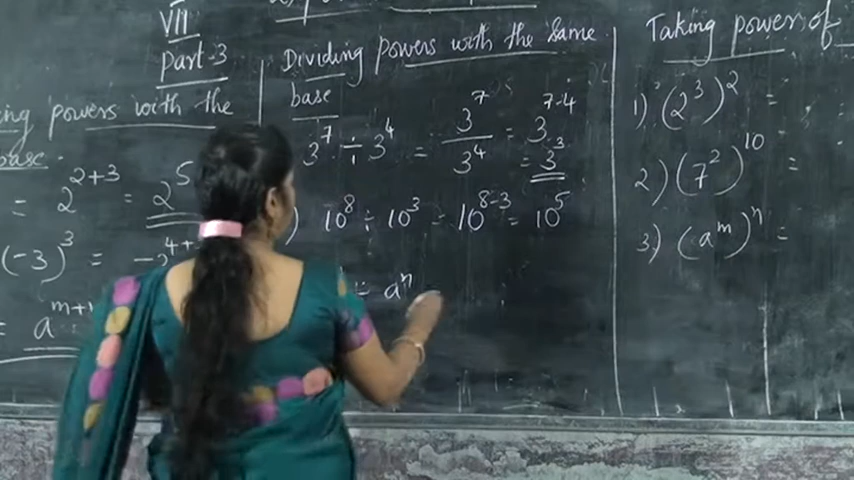 VII
Part-3
powers with the
base.
= 2^{2+3} = 2^5
(-3)^3 =
= a^{m+
Dividing powers with the same
base
3^7 ÷ 3^4 = 3^7/3^4 = 3^{7-4}
= 3^3
) 10^8 ÷ 10^3 = 10^{8-3} = 10^5
÷ a^n
Taking power of
1) (2^3)^2 =
2) (7^2)^{10} =
3) (a^m)^n =